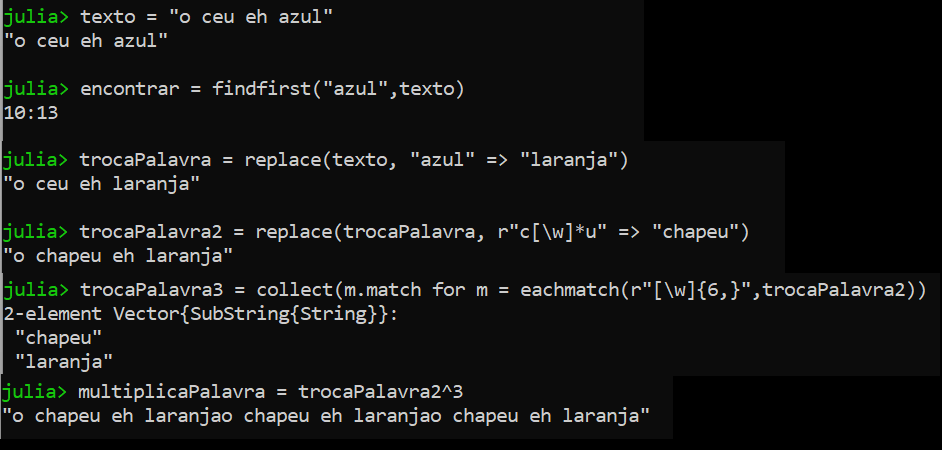 julia> texto = "o ceu eh azul"
"o ceu eh azul"
julia> encontrar = findfirst("azul",texto)
10:13
julia> trocaPalavra = replace(texto, "azul" => "laranja")
"o ceu eh laranja"
julia> trocaPalavra2 = replace(trocaPalavra, r"c[\w]*u" => "chapeu")
"o chapeu eh laranja"
julia> trocaPalavra3 = collect(m.match for m = eachmatch(r"[\w]{6,}",trocaPalavra2))
2-element Vector{SubString{String}}:
 "chapeu"
 "laranja"
julia> multiplicaPalavra = trocaPalavra2^3
"o chapeu eh laranjao chapeu eh laranjao chapeu eh laranja"